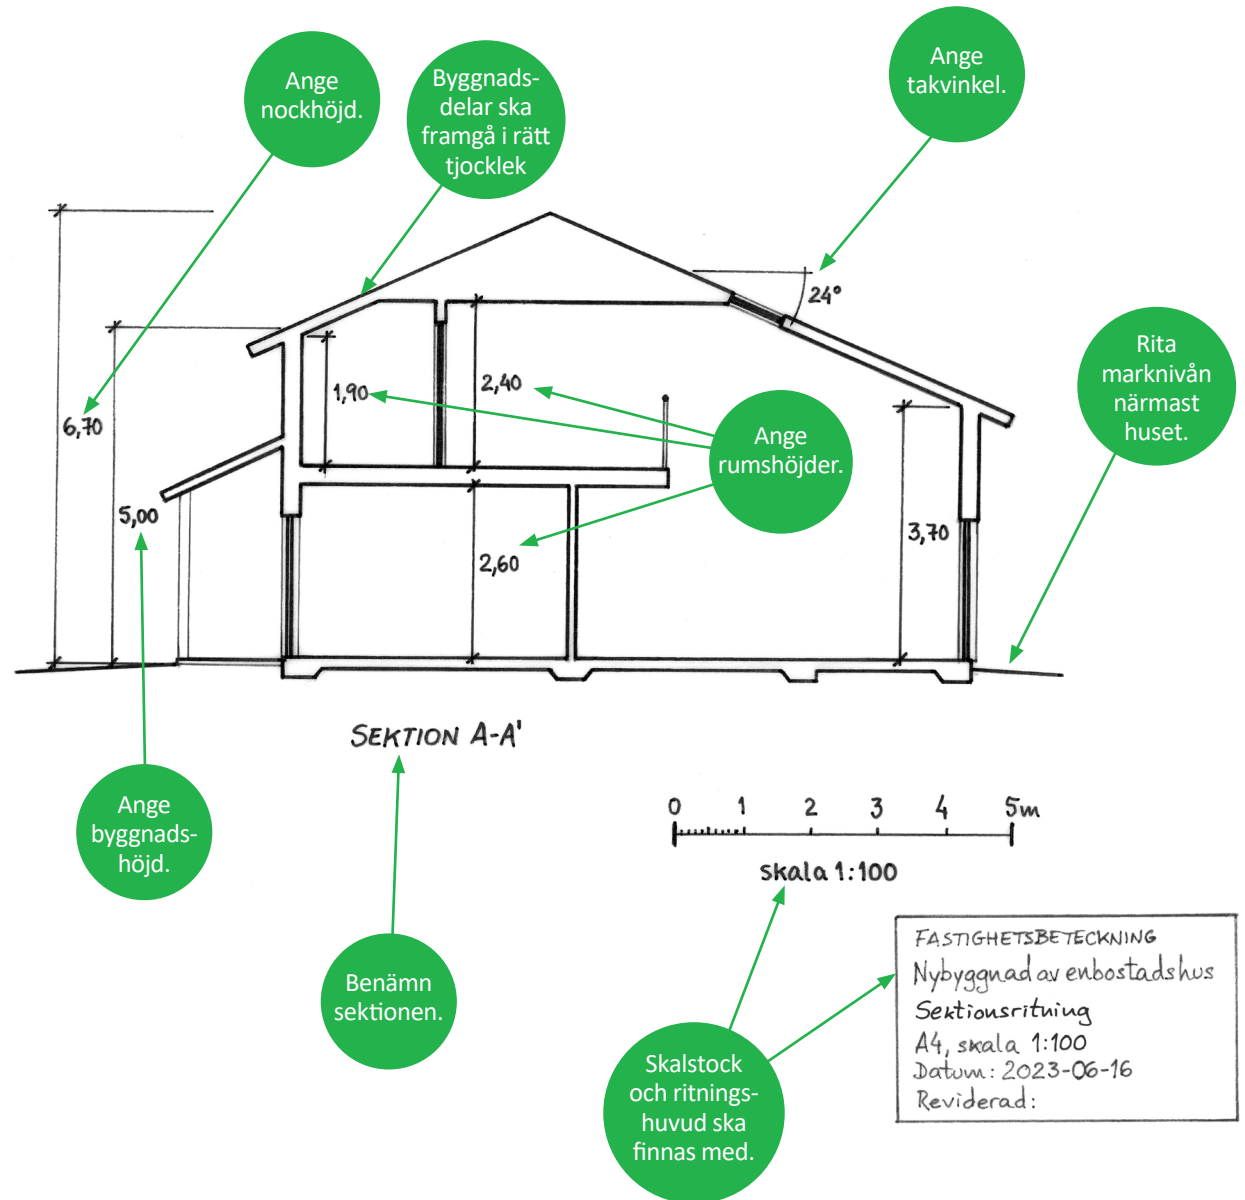 Ange
nockhöjd.
Byggnads-
delar ska
framgå i rätt
tjocklek
Ange
takvinkel.
24°
Rita
marknivån
närmast
huset.
6,70
1,90
2,40
Ange
rumshöjder.
5,00
2,60
3,70
SEKTION A-A'
Ange
byggnads-
höjd.
0 1 2 3 4 5m
skala 1:100
Benämn
sektionen.
Skalstock
och ritnings-
huvud ska
finnas med.
FASTIGHETSBETECKNING
Nybyggnad av enbostadshus
Sektionsritning
A4, skala 1:100
Datum: 2023-06-16
Reviderad: